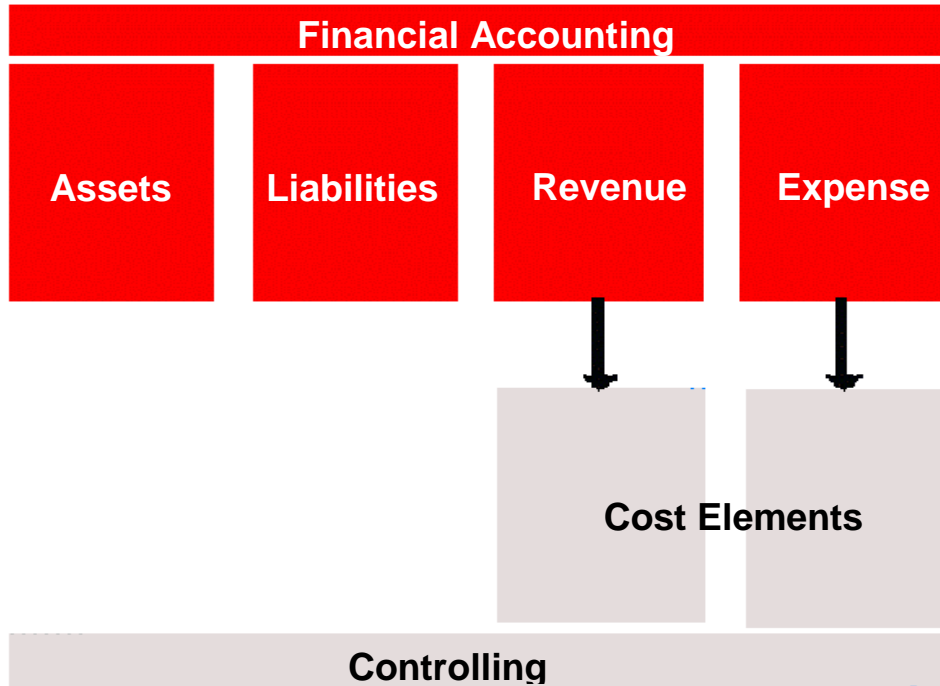 Financial Accounting
Assets
Liabilities
Revenue
Expense
Cost Elements
Controlling